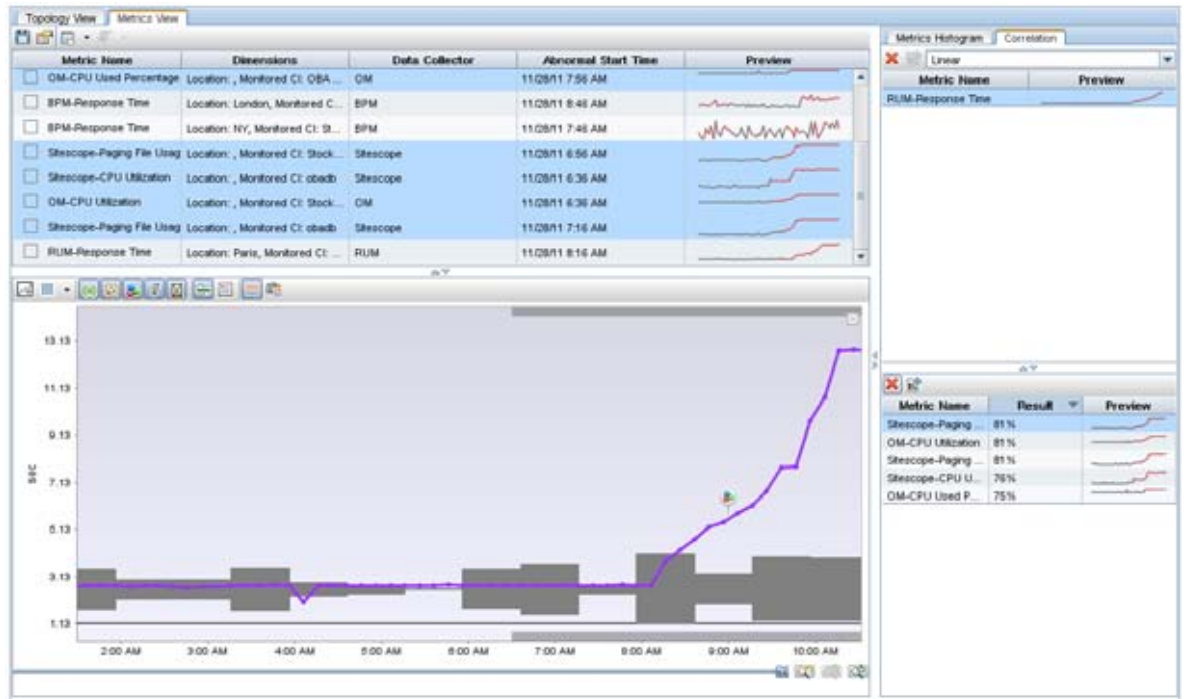 Topology View Metrics View
Metric Name Dimensions Data Collector Abnormal Start Time Preview
OM-CPU Used Percentage Location: , Monitored CI: OBA ... OM 11/28/11 7:56 AM
BPM-Response Time Location: London, Monitored C... BPM 11/28/11 8:46 AM
BPM-Response Time Location: NY, Monitored CI: St... BPM 11/28/11 7:46 AM
Sitescope-Paging File Usag Location: , Monitored CI: Stock... Sitescope 11/28/11 6:56 AM
Sitescope-CPU Utilization Location: , Monitored CI: obadb Sitescope 11/28/11 6:36 AM
OM-CPU Utilization Location: , Monitored CI: Stock... OM 11/28/11 6:36 AM
Sitescope-Paging File Usag Location: , Monitored CI: obadb Sitescope 11/28/11 7:16 AM
RUM-Response Time Location: Paris, Monitored CI: ... RUM 11/28/11 8:16 AM
Metrics Histogram Correlation
Linear
Metric Name Preview
RUM-Response Time
Metric Name Result Preview
Sitescope-Paging ... 81%
OM-CPU Utilization 81%
Sitescope-Paging ... 81%
Sitescope-CPU U... 76%
OM-CPU Used P... 75%
sec
13.13
11.13
9.13
7.13
5.13
3.13
1.13
2:00 AM 3:00 AM 4:00 AM 5:00 AM 6:00 AM 7:00 AM 8:00 AM 9:00 AM 10:00 AM